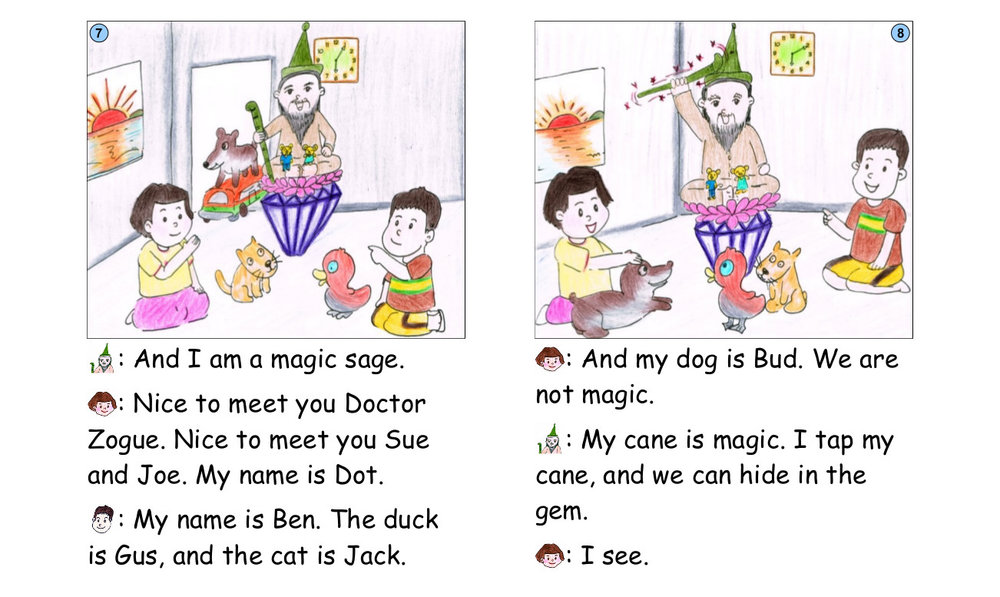 7
: And I am a magic sage.
: Nice to meet you Doctor
Zogue. Nice to meet you Sue
and Joe. My name is Dot.
: My name is Ben. The duck
is Gus, and the cat is Jack.
8
: And my dog is Bud. We are
not magic.
: My cane is magic. I tap my
cane, and we can hide in the
gem.
: I see.